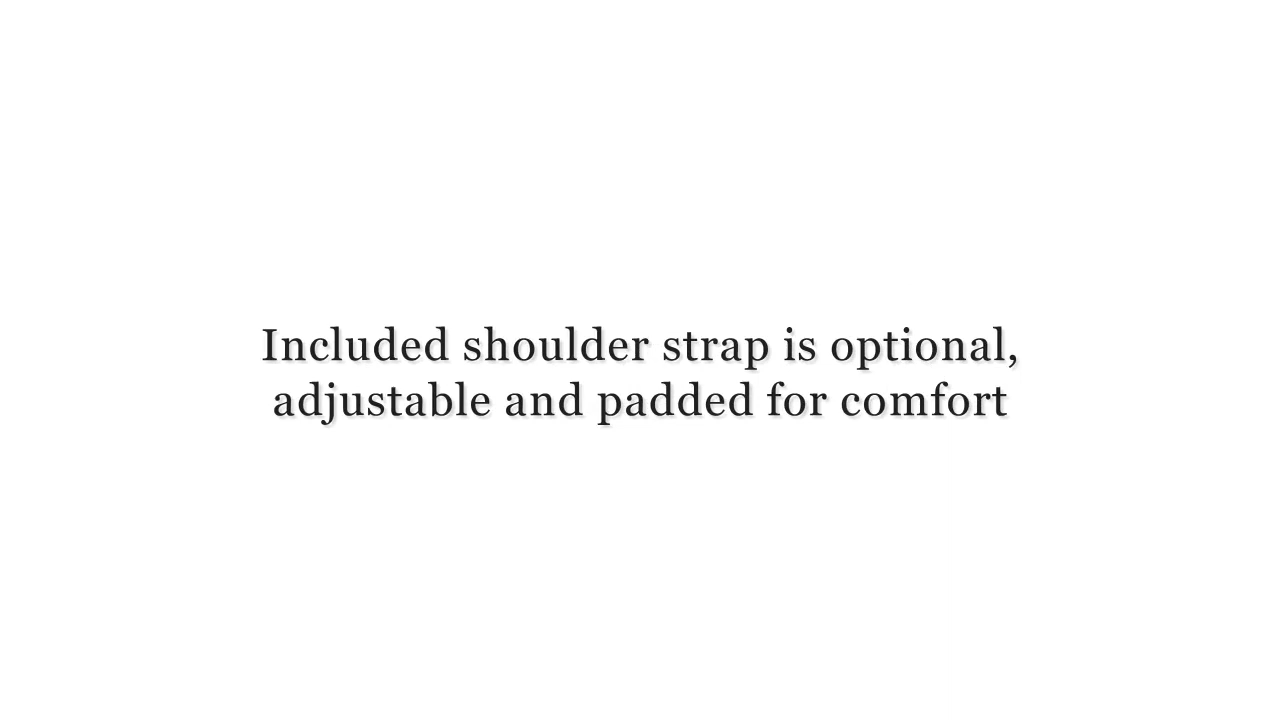 Included shoulder strap is optional,
adjustable and padded for comfort